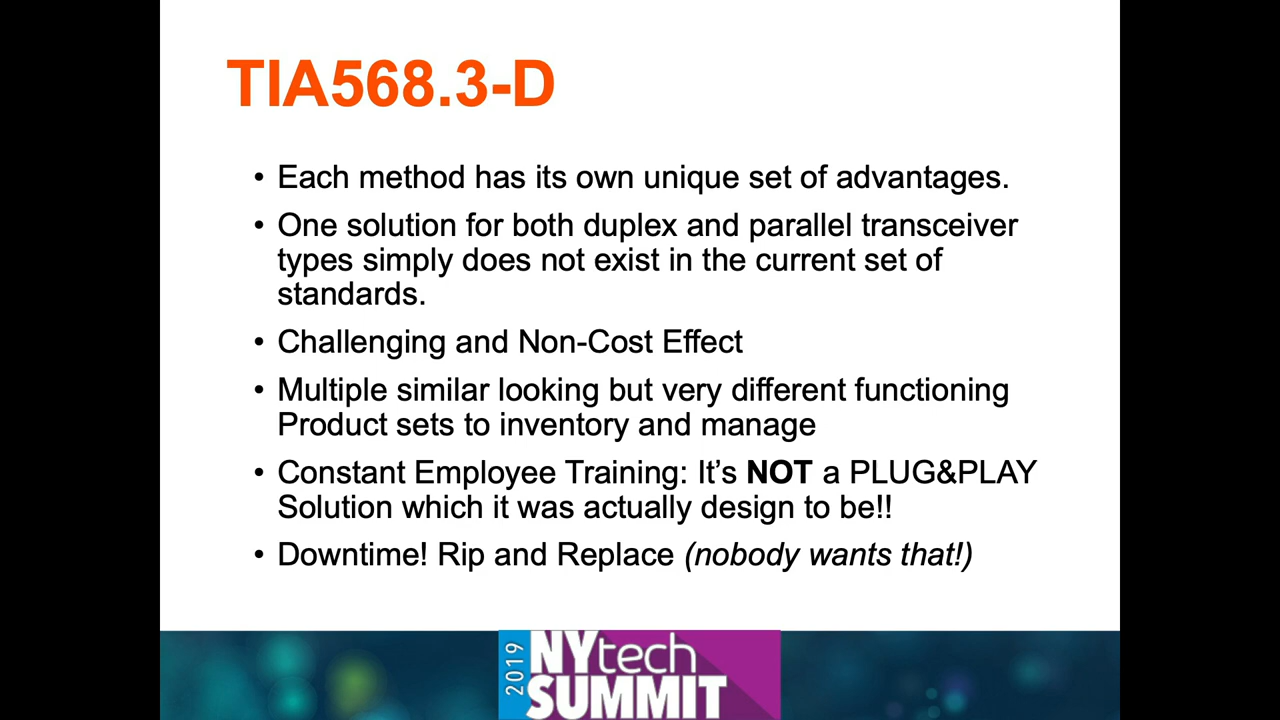 TIA568.3-D
• Each method has its own unique set of advantages.
• One solution for both duplex and parallel transceiver
types simply does not exist in the current set of
standards.
• Challenging and Non-Cost Effect
• Multiple similar looking but very different functioning
Product sets to inventory and manage
• Constant Employee Training: It’s NOT a PLUG&PLAY
Solution which it was actually design to be!!
• Downtime! Rip and Replace (nobody wants that!)
2019
NYtech
SUMMIT